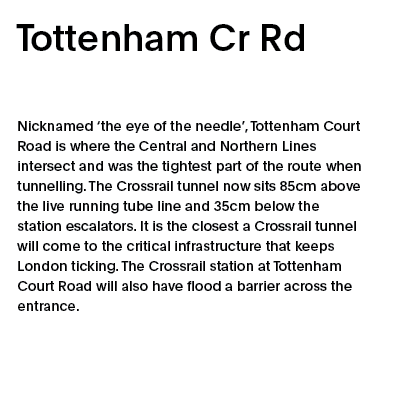 Tottenham Cr Rd
Nicknamed ‘the eye of the needle’, Tottenham Court
Road is where the Central and Northern Lines
intersect and was the tightest part of the route when
tunnelling. The Crossrail tunnel now sits 85cm above
the live running tube line and 35cm below the
station escalators. It is the closest a Crossrail tunnel
will come to the critical infrastructure that keeps
London ticking. The Crossrail station at Tottenham
Court Road will also have flood a barrier across the
entrance.